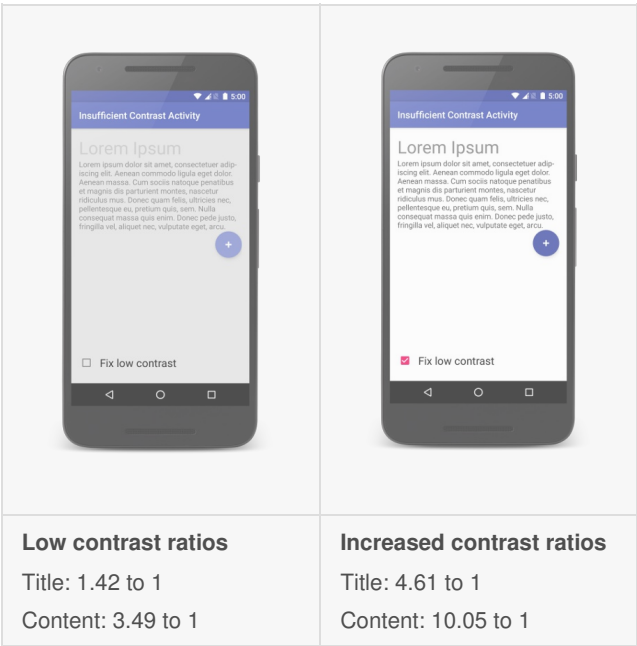 5:00
Insufficient Contrast Activity
Lorem Ipsum
Lorem ipsum dolor sit amet, consectetuer adip-
iscing elit. Aenean commodo ligula eget dolor.
Aenean massa. Cum sociis natoque penatibus
et magnis dis parturient montes, nascetur
ridiculus mus. Donec quam felis, ultricies nec,
pellentesque eu, pretium quis, sem. Nulla
consequat massa quis enim. Donec pede justo,
fringilla vel, aliquet nec, vulputate eget, arcu.
+
Fix low contrast
Low contrast ratios
Title: 1.42 to 1
Content: 3.49 to 1
5:00
Insufficient Contrast Activity
Lorem Ipsum
Lorem ipsum dolor sit amet, consectetuer adip-
iscing elit. Aenean commodo ligula eget dolor.
Aenean massa. Cum sociis natoque penatibus
et magnis dis parturient montes, nascetur
ridiculus mus. Donec quam felis, ultricies nec,
pellentesque eu, pretium quis, sem. Nulla
consequat massa quis enim. Donec pede justo,
fringilla vel, aliquet nec, vulputate eget, arcu.
+
Fix low contrast
Increased contrast ratios
Title: 4.61 to 1
Content: 10.05 to 1